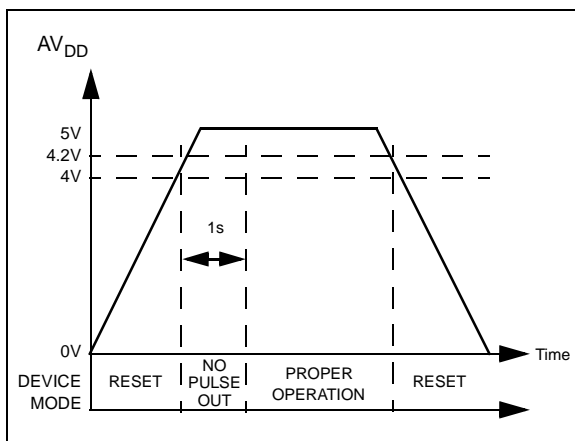 AVDD
5V
4.2V
4V
1s
0V
Time
DEVICE MODE
RESET
NO PULSE OUT
PROPER OPERATION
RESET